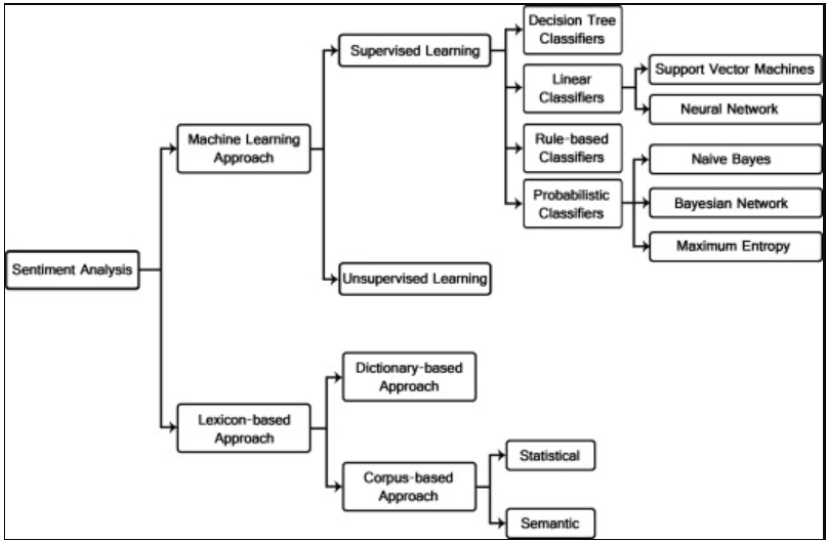 Sentiment Analysis
Machine Learning
Approach
Supervised Learning
Decision Tree
Classifiers
Linear
Classifiers
Support Vector Machines
Neural Network
Rule-based
Classifiers
Probabilistic
Classifiers
Naive Bayes
Bayesian Network
Maximum Entropy
Unsupervised Learning
Lexicon-based
Approach
Dictionary-based
Approach
Corpus-based
Approach
Statistical
Semantic